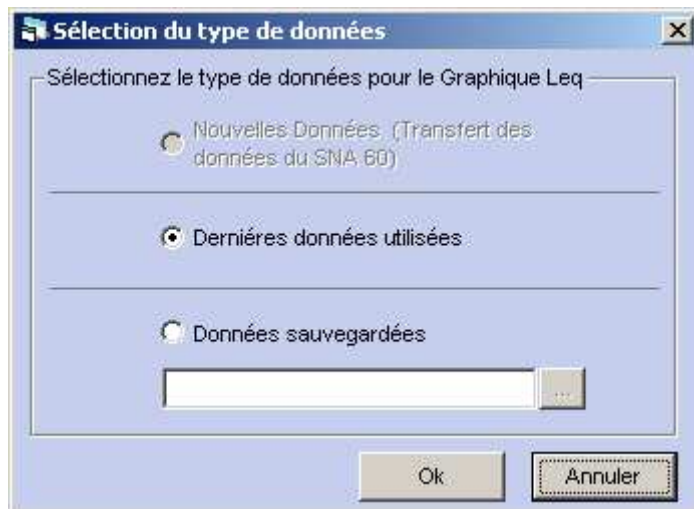 Sélection du type de données
Sélectionnez le type de données pour le Graphique Leq
Nouvelles Données (Transfert des
données du SNA 60)
Derniéres données utilisées
Données sauvegardées
...
Ok
Annuler